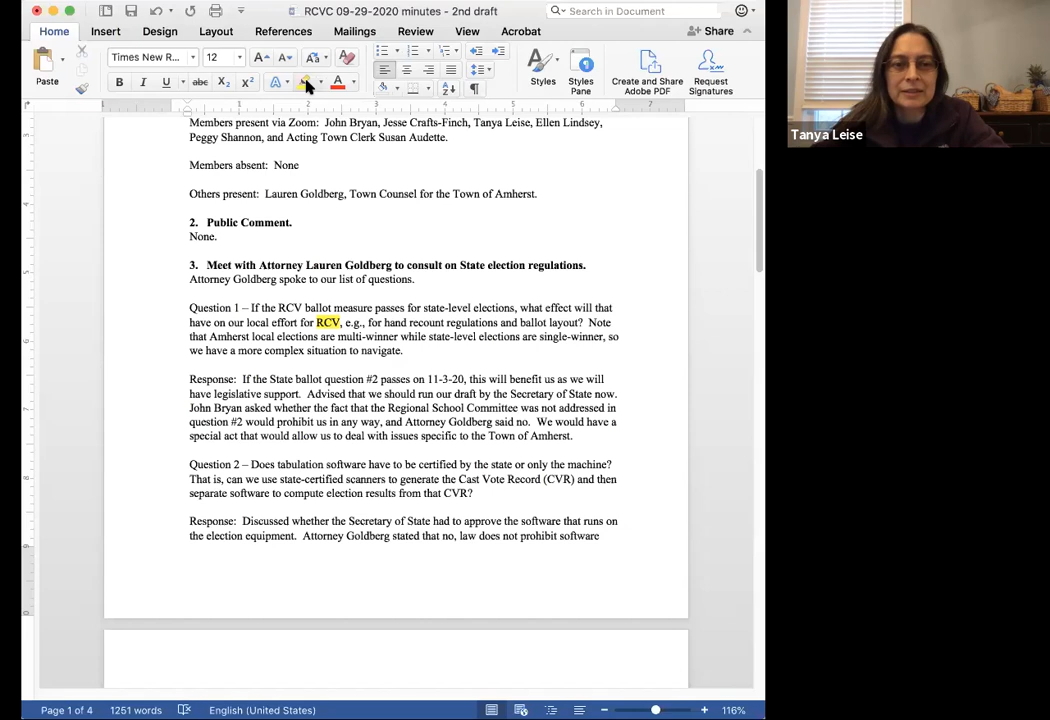 RCVC 09-29-2020 minutes - 2nd draft
Search in Document
Home Insert Design Layout References Mailings Review View Acrobat Share
Times New R... 12
Paste
Styles
Styles Pane
Create and Share Adobe PDF
Request Signatures
Tanya Leise
Members present via Zoom: John Bryan, Jesse Crafts-Finch, Tanya Leise, Ellen Lindsey,
Peggy Shannon, and Acting Town Clerk Susan Audette.
Members absent: None
Others present: Lauren Goldberg, Town Counsel for the Town of Amherst.
2. Public Comment.
None.
3. Meet with Attorney Lauren Goldberg to consult on State election regulations.
Attorney Goldberg spoke to our list of questions.
Question 1 – If the RCV ballot measure passes for state-level elections, what effect will that
have on our local effort for RCV, e.g., for hand recount regulations and ballot layout? Note
that Amherst local elections are multi-winner while state-level elections are single-winner, so
we have a more complex situation to navigate.
Response: If the State ballot question #2 passes on 11-3-20, this will benefit us as we will
have legislative support. Advised that we should run our draft by the Secretary of State now.
John Bryan asked whether the fact that the Regional School Committee was not addressed in
question #2 would prohibit us in any way, and Attorney Goldberg said no. We would have a
special act that would allow us to deal with issues specific to the Town of Amherst.
Question 2 – Does tabulation software have to be certified by the state or only the machine?
That is, can we use state-certified scanners to generate the Cast Vote Record (CVR) and then
separate software to compute election results from that CVR?
Response: Discussed whether the Secretary of State had to approve the software that runs on
the election equipment. Attorney Goldberg stated that no, law does not prohibit software
Page 1 of 4 1251 words English (United States) 116%